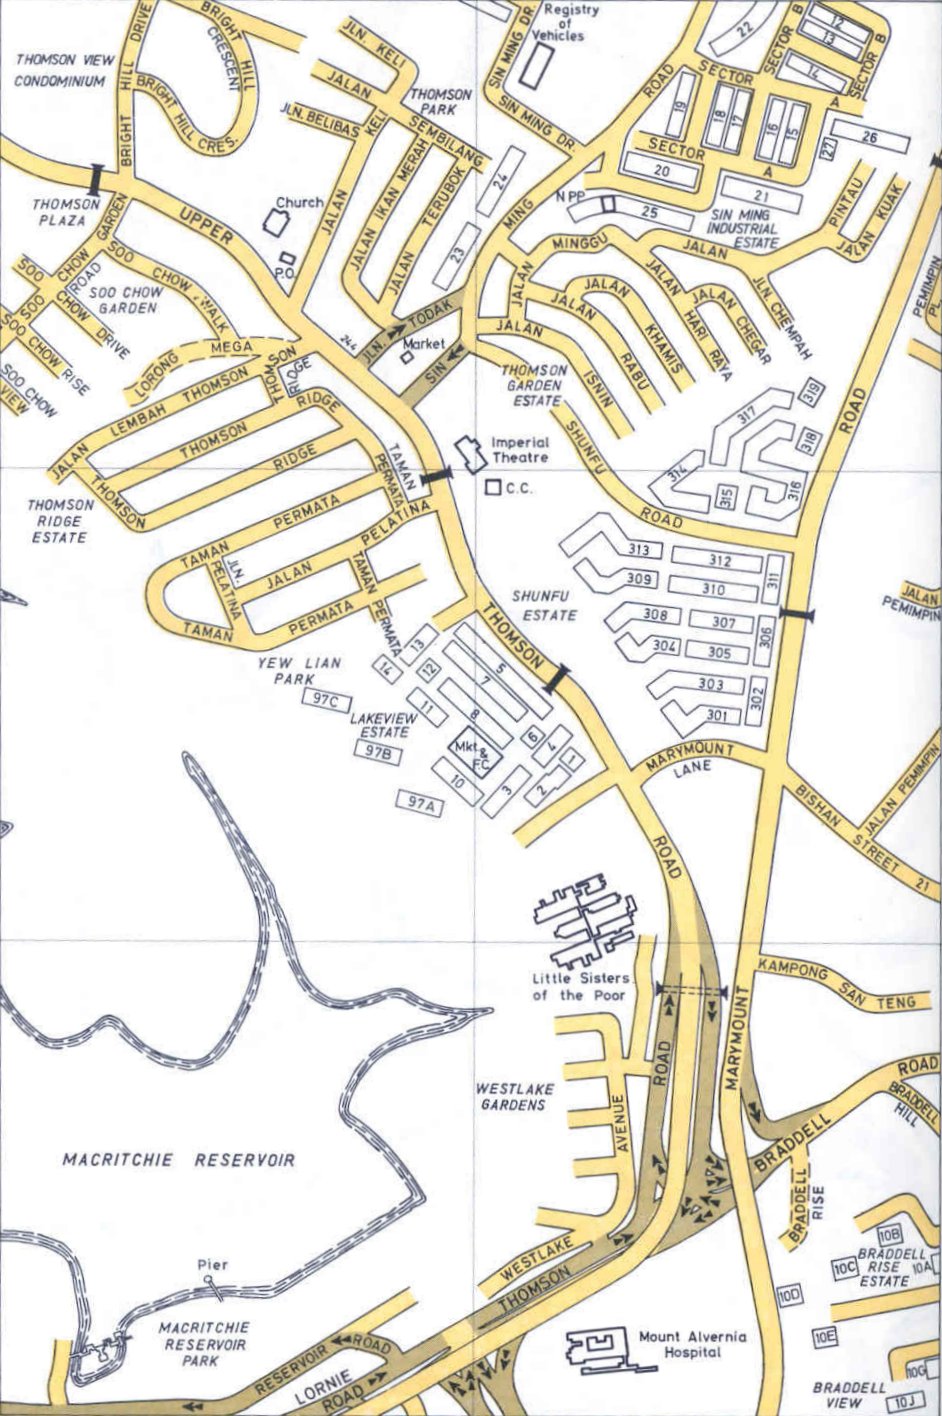 BRIGHT HILL DRIVE
BRIGHT HILL CRESCENT
THOMSON VIEW
CONDOMINIUM
BRIGHT HILL CRES.
JLN. KELI
JALAN KELI
JLN. BELIBAS
THOMSON
PARK
SEMBILANG
SIN MING DR.
SIN MING DR
Registry
of
Vehicles
22
ROAD
SECTOR
SECTOR B
12
13
14
SECTOR B
A
19
18
17
16
15
27
26
SECTOR
A
20
21
24
23
25
N PP
SIN MING
INDUSTRIAL
ESTATE
PINTAU
JALAN KUAK
THOMSON
PLAZA
UPPER
Church
P.O.
JALAN
JALAN IKAN MERAH
JALAN TERUBOK
MING
MINGGU
JALAN
JALAN
JALAN
JALAN
JALAN HARI RAYA
JALAN CHEGAR
JLN. CHEMPAH
KHAMIS
RABU
ISNIN
JALAN
PEMIMPIN
PL.
GARDEN
SOO CHOW
ROAD
SOO CHOW WALK
SOO CHOW
GARDEN
SOO CHOW DRIVE
SOO CHOW RISE
SOO CHOW
VIEW
244
JLN. TODAK
Market
SIN
THOMSON
GARDEN
ESTATE
LORONG MEGA
THOMSON
RIDGE
JALAN LEMBAH THOMSON
THOMSON RIDGE
THOMSON RIDGE
THOMSON
RIDGE
ESTATE
TAMAN
PERMATA
Imperial
Theatre
C.C.
SHUNFU
ROAD
317
319
318
314
315
316
ROAD
TAMAN PERMATA
JALAN PELATINA
JLN.
PELATINA
TAMAN PERMATA
TAMAN PERMATA
YEW LIAN
PARK
SHUNFU
ESTATE
313
312
311
309
310
308
307
306
304
305
303
302
301
JALAN
PEMIMPIN
THOMSON
13
14
12
11
5
7
8
6
4
1
3
2
10
Mkt
&
F.C.
LAKEVIEW
ESTATE
97C
97B
97A
MARYMOUNT
LANE
BISHAN STREET 21
JALAN PEMIMPIN
ROAD
Little Sisters
of the Poor
KAMPONG SAN TENG
MARYMOUNT
ROAD
WESTLAKE
GARDENS
AVENUE
ROAD
BRADDELL
BRADDELL
HILL
BRADDELL
RISE
MACRITCHIE RESERVOIR
Pier
MACRITCHIE
RESERVOIR
PARK
WESTLAKE
THOMSON
RESERVOIR ROAD
LORNIE
ROAD
Mount Alvernia
Hospital
10B
BRADDELL
RISE
ESTATE
10C
10A
10D
10E
10G
BRADDELL
VIEW
10J